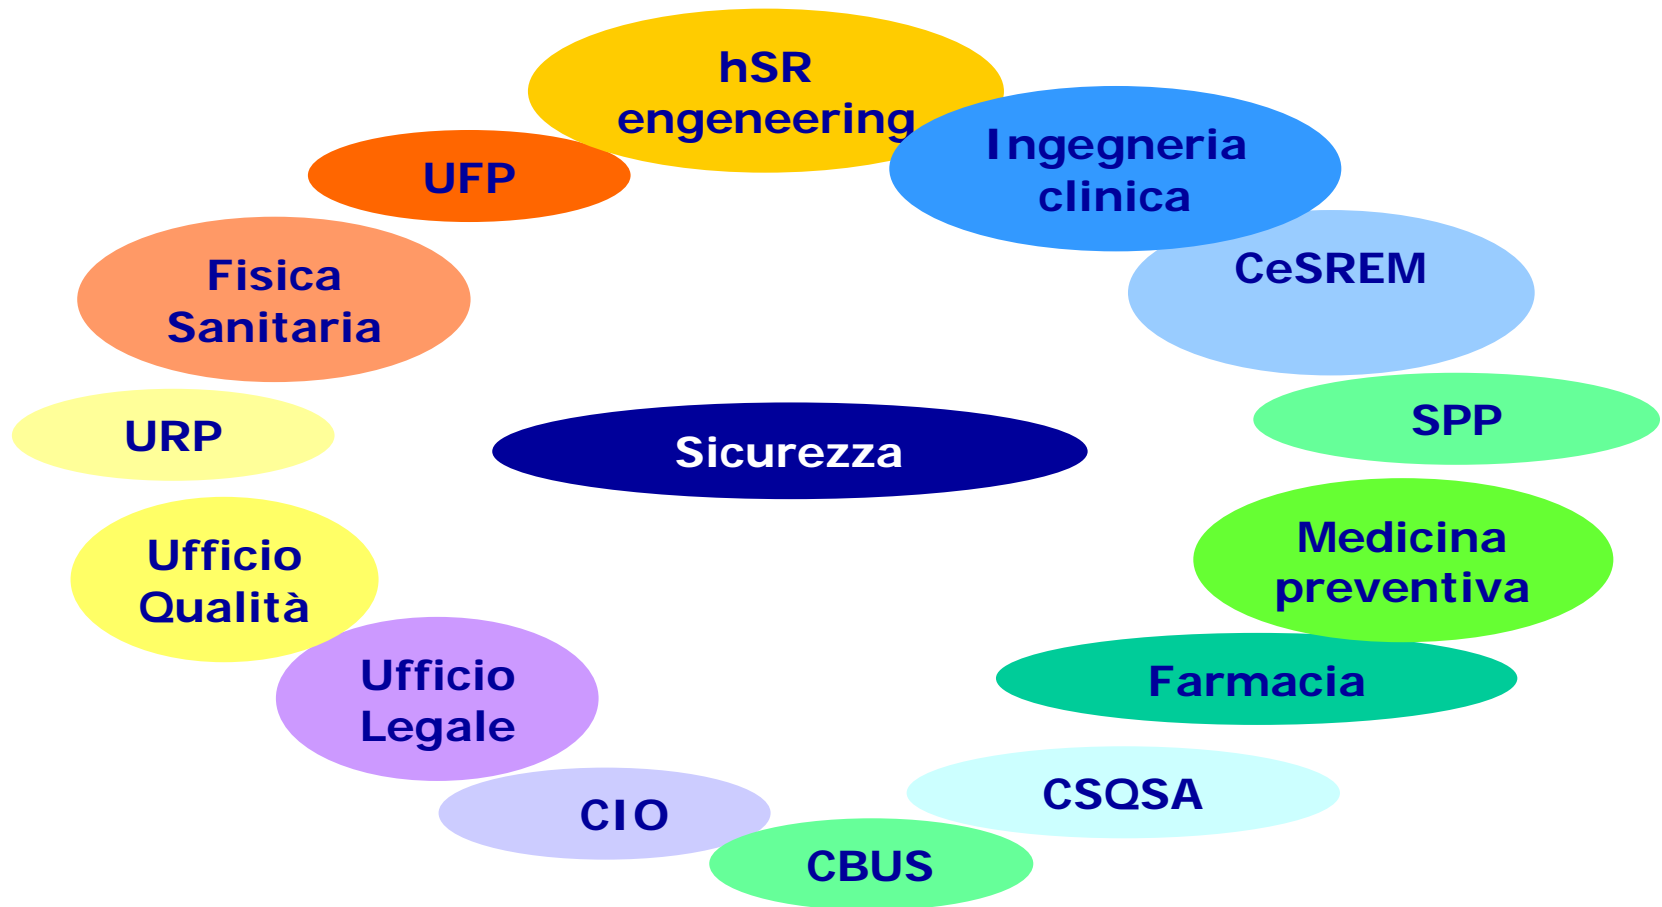 hSR
engeneering
Ingegneria
clinica
UFP
CeSREM
Fisica
Sanitaria
SPP
URP
Sicurezza
Medicina
preventiva
Ufficio
Qualità
Ufficio
Legale
Farmacia
CSQSA
CIO
CBUS